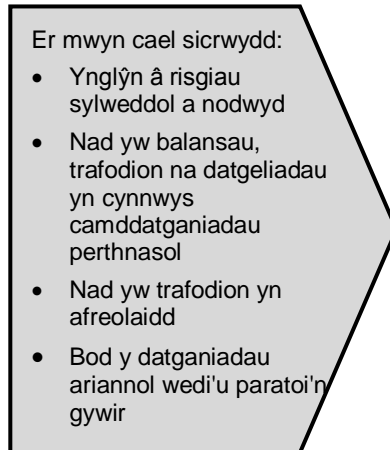 Er mwyn cael sicrwydd:
• Ynglŷn â risgiau
sylweddol a nodwyd
• Nad yw balansau,
trafodion na datgeliadau
yn cynnwys
camddatganiadau
perthnasol
• Nad yw trafodion yn
afreolaidd
• Bod y datganiadau
ariannol wedi'u paratoi'n
gywir